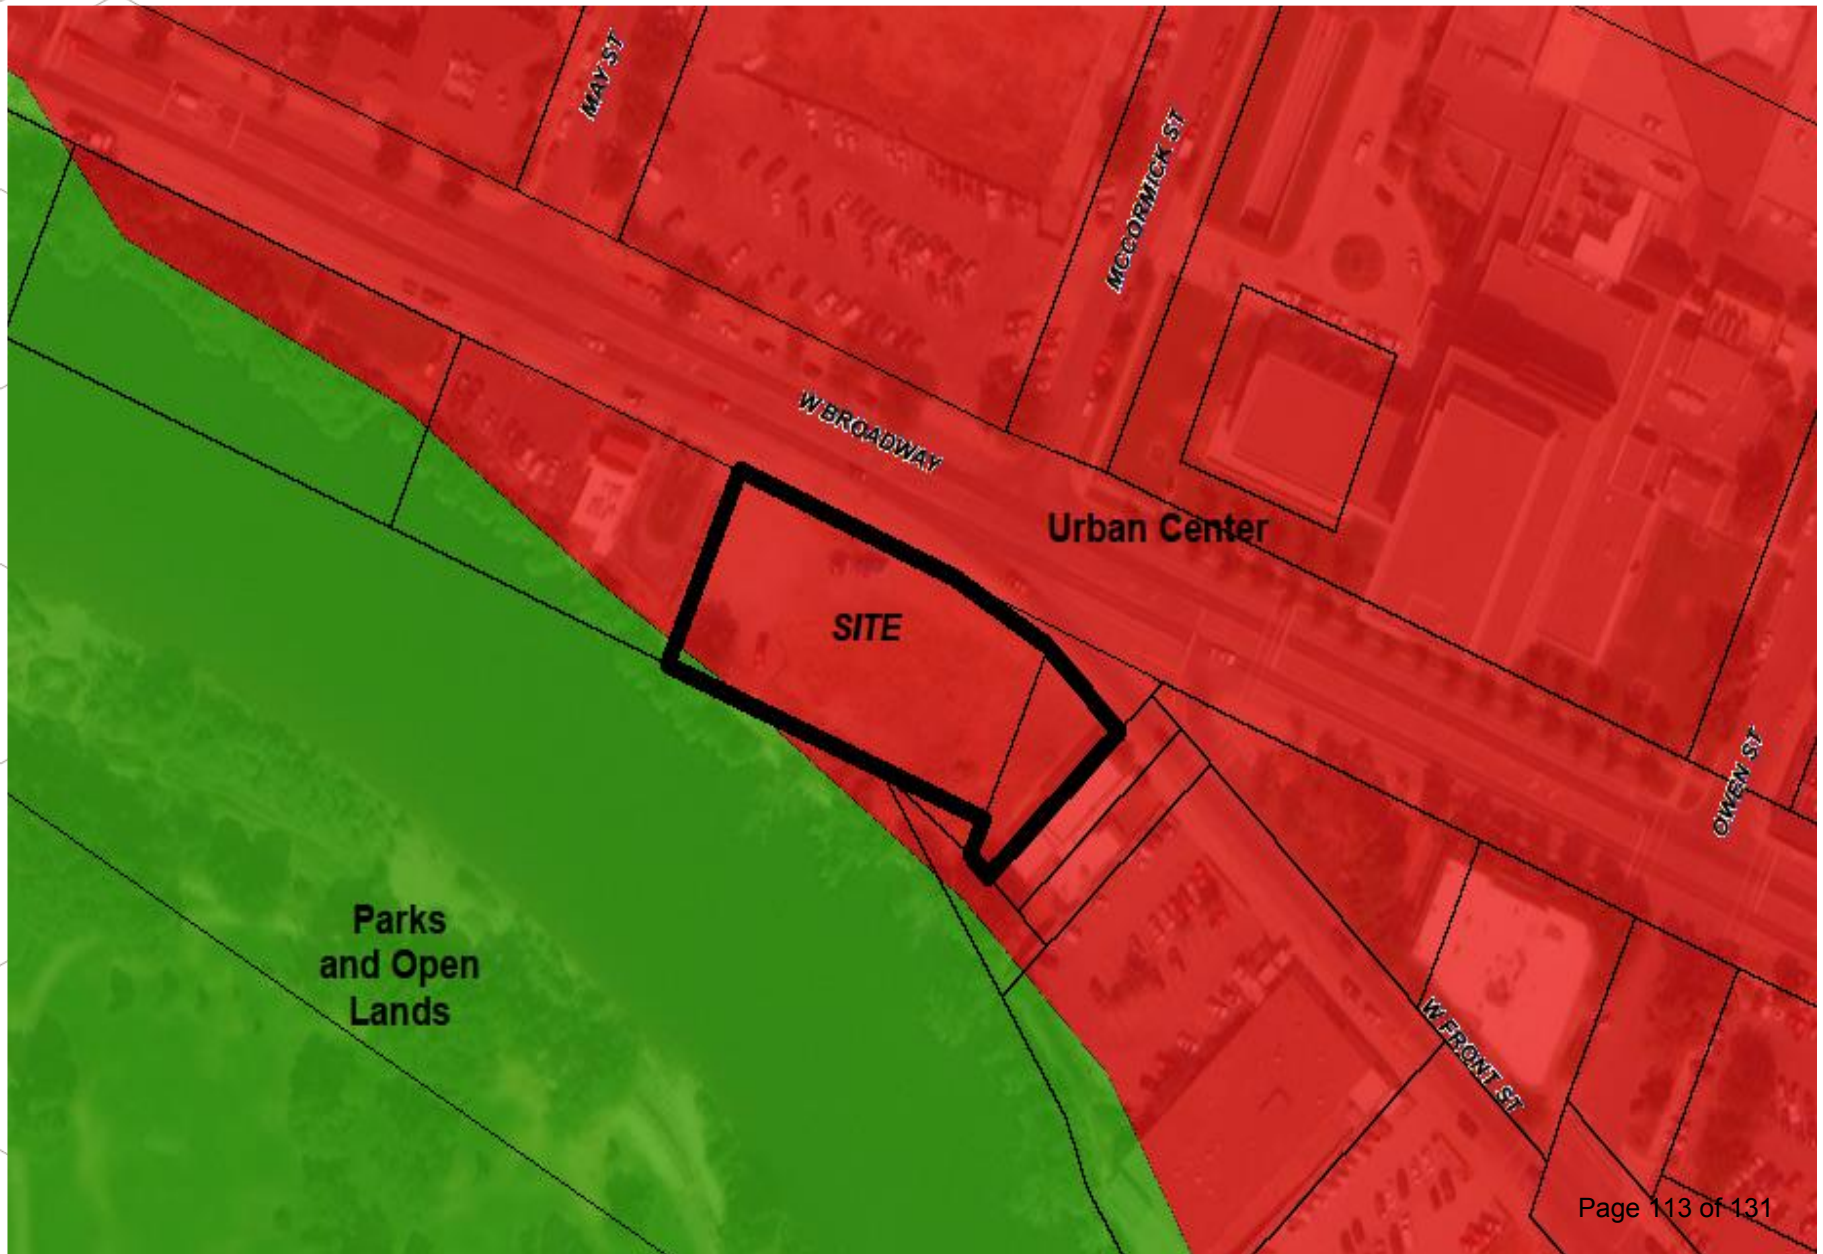 MAY ST
MCCORMICK ST
W BROADWAY
Urban Center
SITE
OWEN ST
Parks
and Open
Lands
W FRONT ST
Page 113 of 131